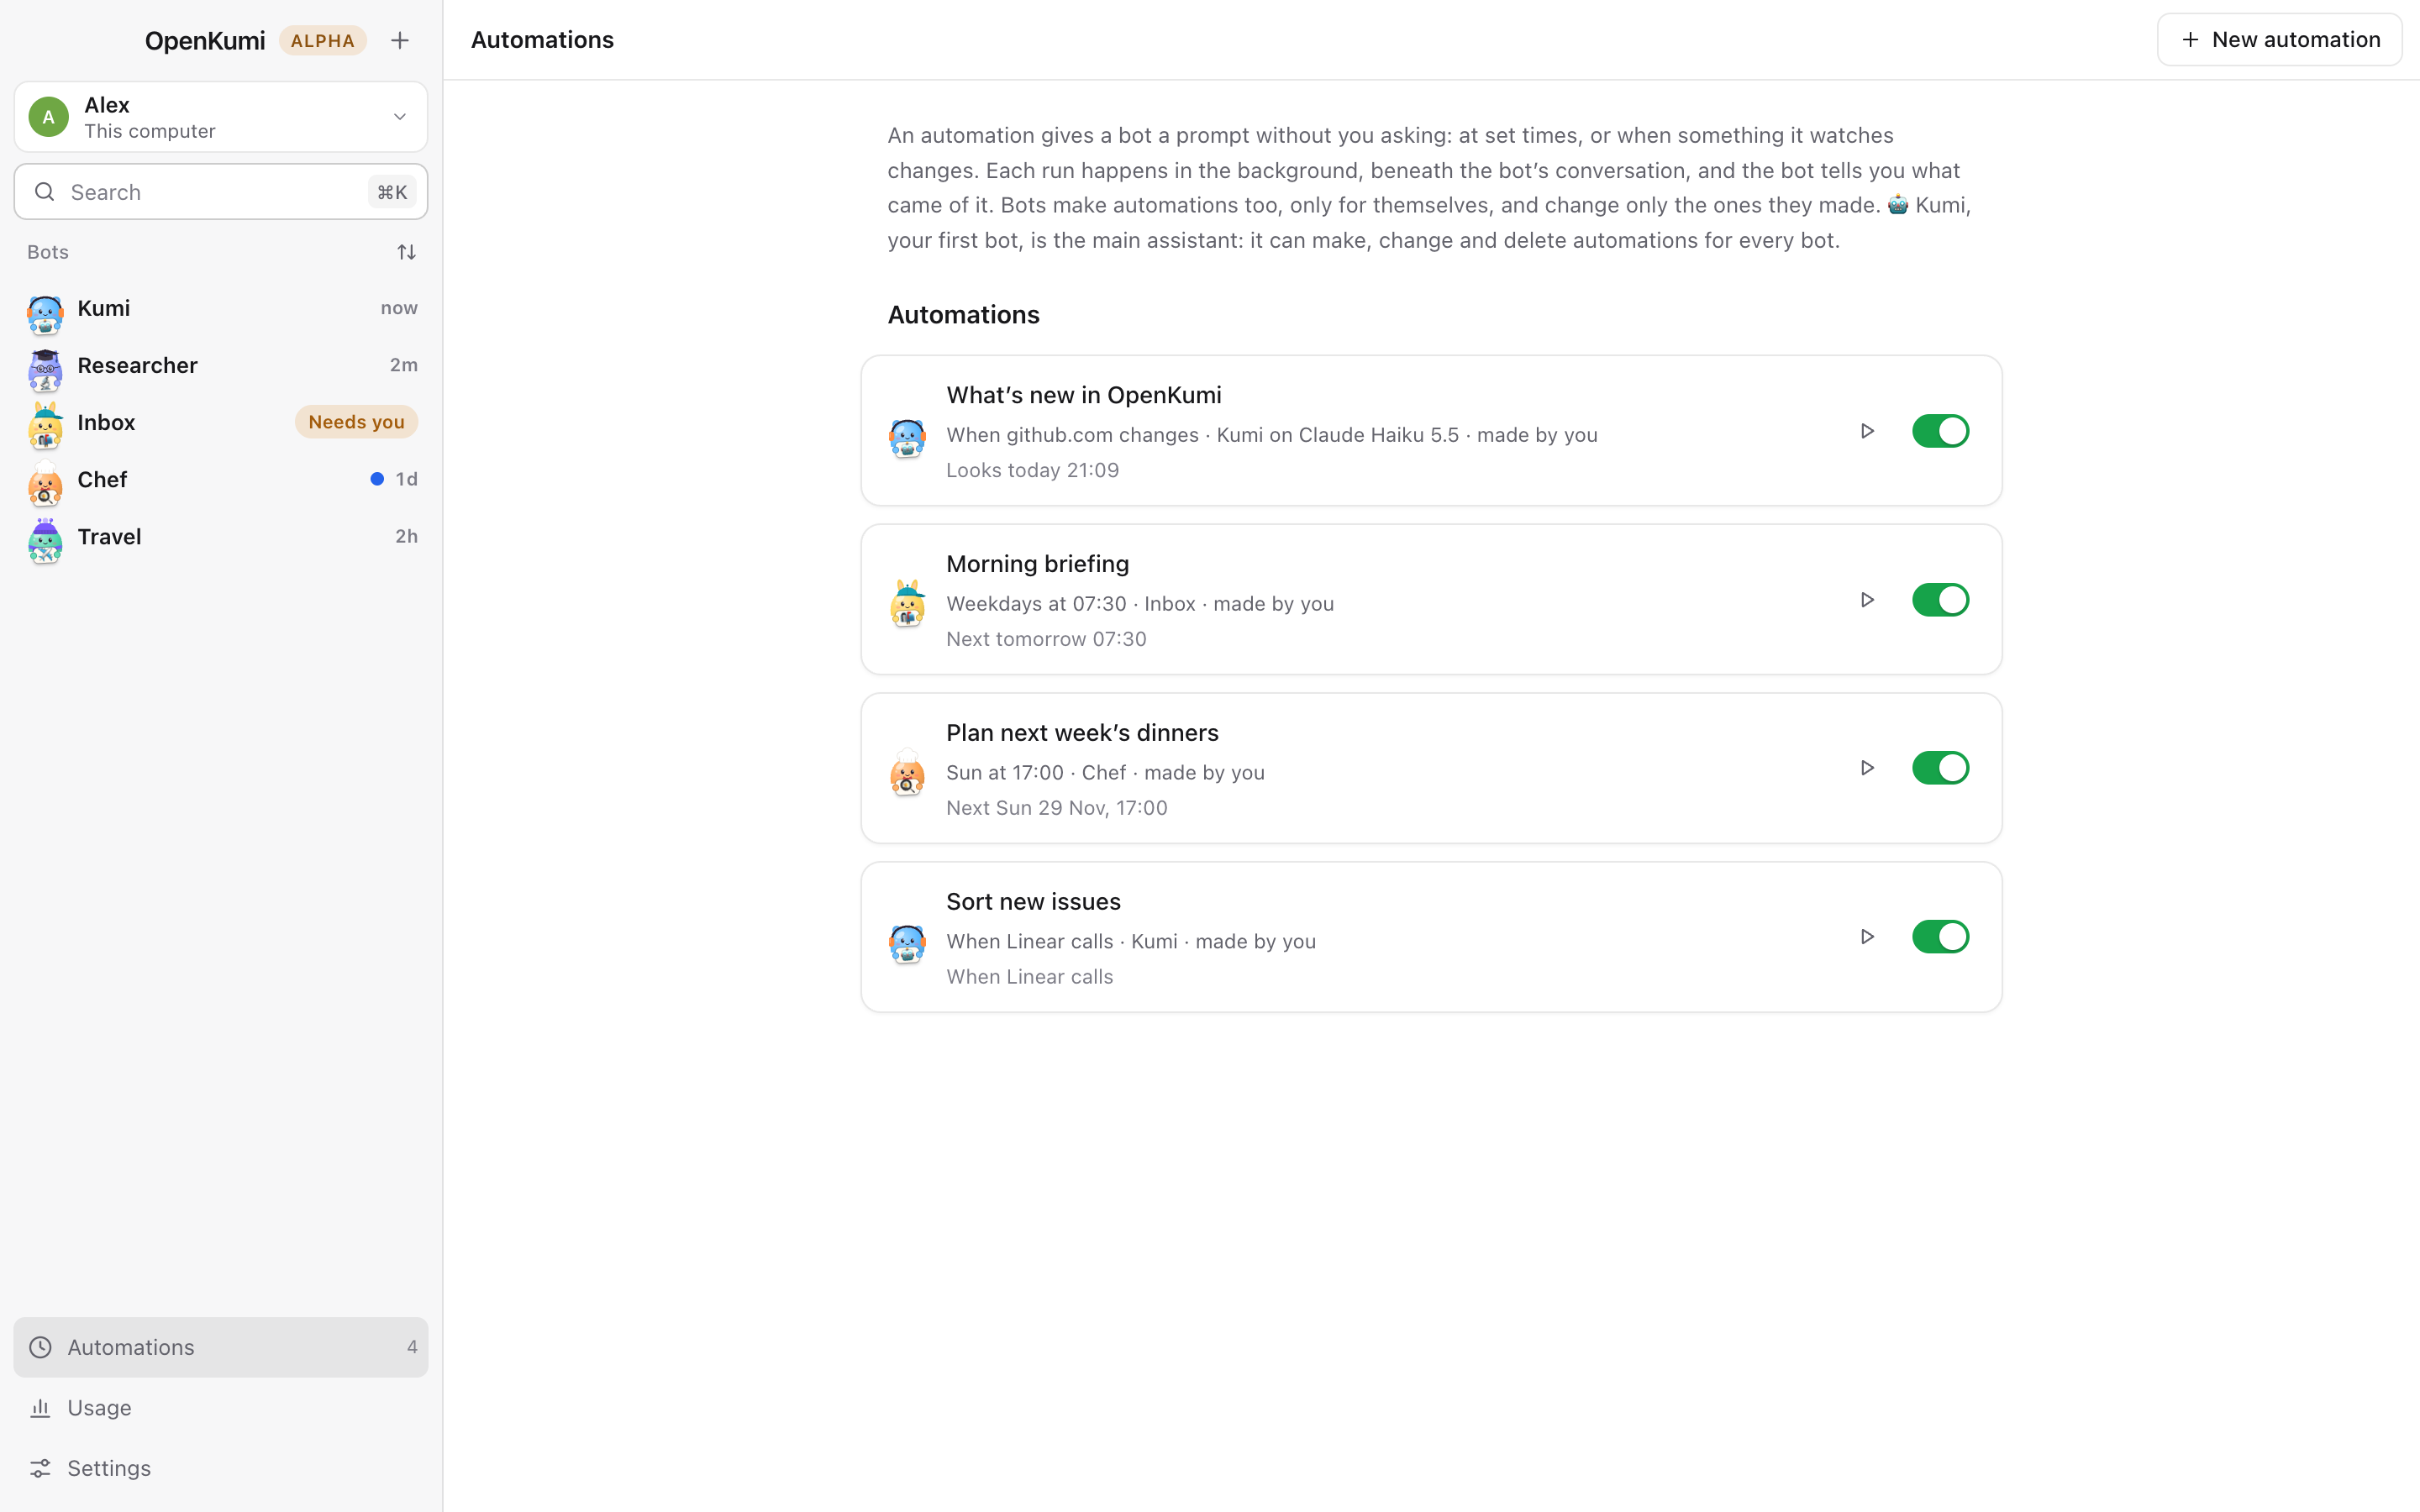 OpenKumi ALPHA
A
Alex
This computer
Search ⌘K
Bots
Kumi now
Researcher 2m
Inbox Needs you
Chef 1d
Travel 2h
Automations 4
Usage
Settings
Automations
New automation
An automation gives a bot a prompt without you asking: at set times, or when something it watches
changes. Each run happens in the background, beneath the bot’s conversation, and the bot tells you what
came of it. Bots make automations too, only for themselves, and change only the ones they made. 🤖 Kumi,
your first bot, is the main assistant: it can make, change and delete automations for every bot.
Automations
What’s new in OpenKumi
When github.com changes · Kumi on Claude Haiku 5.5 · made by you
Looks today 21:09
Morning briefing
Weekdays at 07:30 · Inbox · made by you
Next tomorrow 07:30
Plan next week’s dinners
Sun at 17:00 · Chef · made by you
Next Sun 29 Nov, 17:00
Sort new issues
When Linear calls · Kumi · made by you
When Linear calls